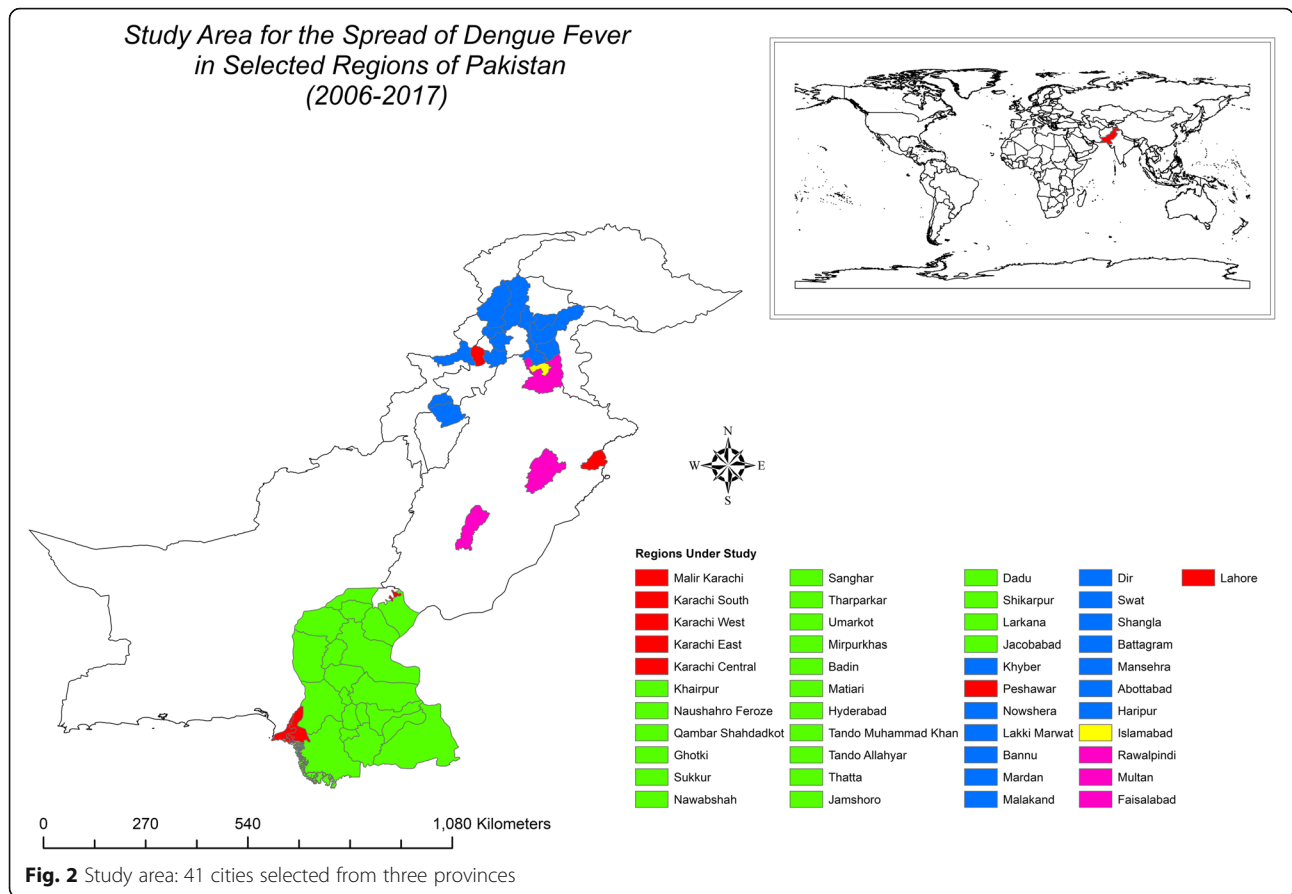 Study Area for the Spread of Dengue Fever
in Selected Regions of Pakistan
(2006-2017)
N
W E
S
Regions Under Study
Malir Karachi
Karachi South
Karachi West
Karachi East
Karachi Central
Khairpur
Naushahro Feroze
Qambar Shahdadkot
Ghotki
Sukkur
Nawabshah
Sanghar
Tharparkar
Umarkot
Mirpurkhas
Badin
Matiari
Hyderabad
Tando Muhammad Khan
Tando Allahyar
Thatta
Jamshoro
Dadu
Shikarpur
Larkana
Jacobabad
Khyber
Peshawar
Nowshera
Lakki Marwat
Bannu
Mardan
Malakand
Dir
Swat
Shangla
Battagram
Mansehra
Abottabad
Haripur
Islamabad
Rawalpindi
Multan
Faisalabad
Lahore
0 270 540 1,080 Kilometers
Fig. 2 Study area: 41 cities selected from three provinces